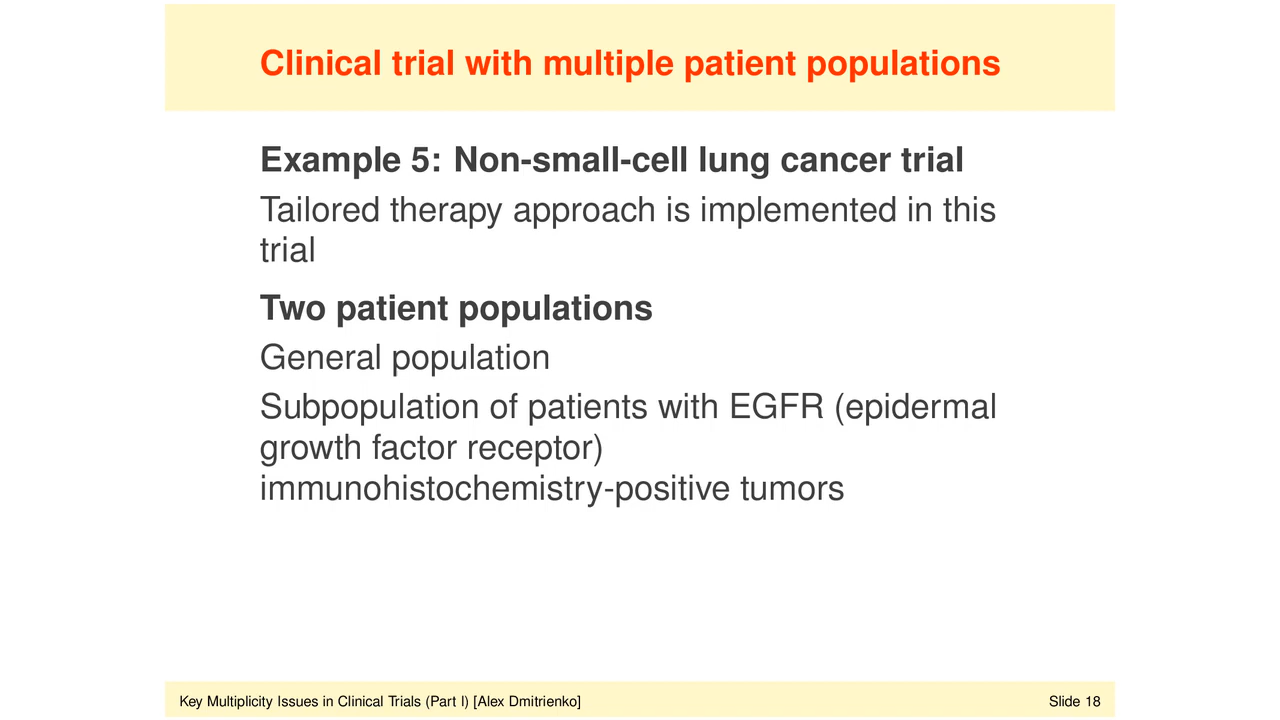 Clinical trial with multiple patient populations
Example 5: Non-small-cell lung cancer trial
Tailored therapy approach is implemented in this
trial
Two patient populations
General population
Subpopulation of patients with EGFR (epidermal
growth factor receptor)
immunohistochemistry-positive tumors
Key Multiplicity Issues in Clinical Trials (Part I) [Alex Dmitrienko]
Slide 18